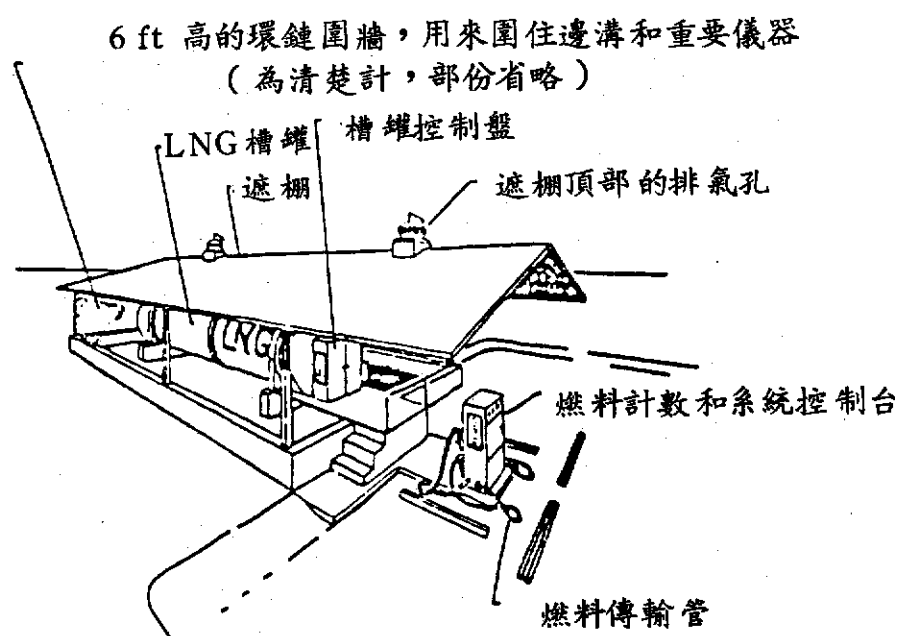 6 ft 高的環鏈圍牆，用來圍住邊溝和重要儀器
（為清楚計，部份省略）
LNG槽罐
槽罐控制盤
遮棚
遮棚頂部的排氣孔
LNG
燃料計數和系統控制台
燃料傳輸管